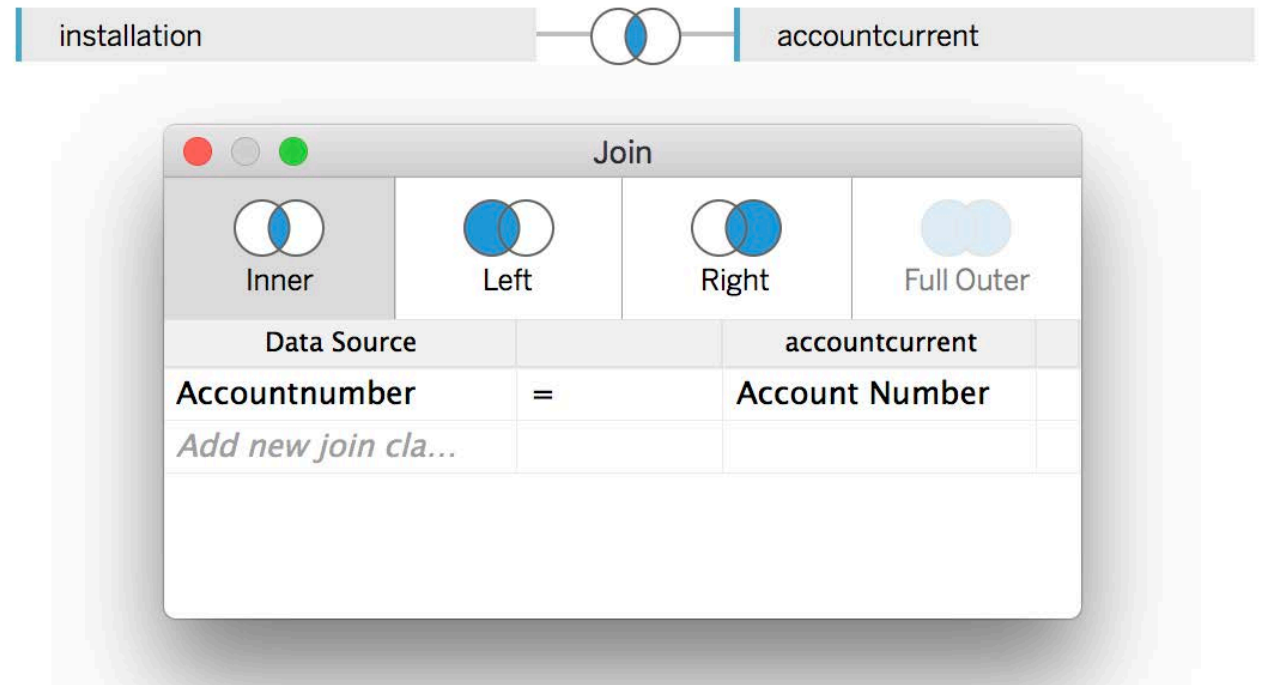 installation accountcurrent
Join
Inner Left Right Full Outer
Data Source accountcurrent
Accountnumber = Account Number
Add new join cla...